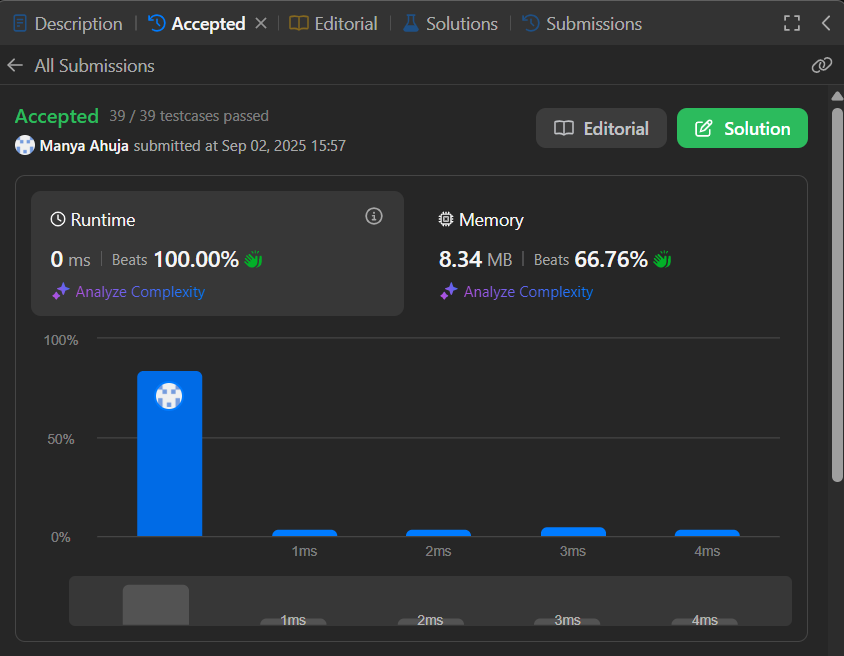 Description Accepted Editorial Solutions Submissions
All Submissions
Accepted 39 / 39 testcases passed
Manya Ahuja submitted at Sep 02, 2025 15:57
Editorial Solution
Runtime
0 ms | Beats 100.00%
Analyze Complexity
Memory
8.34 MB | Beats 66.76%
Analyze Complexity
100%
50%
0%
1ms 2ms 3ms 4ms
1ms 2ms 3ms 4ms